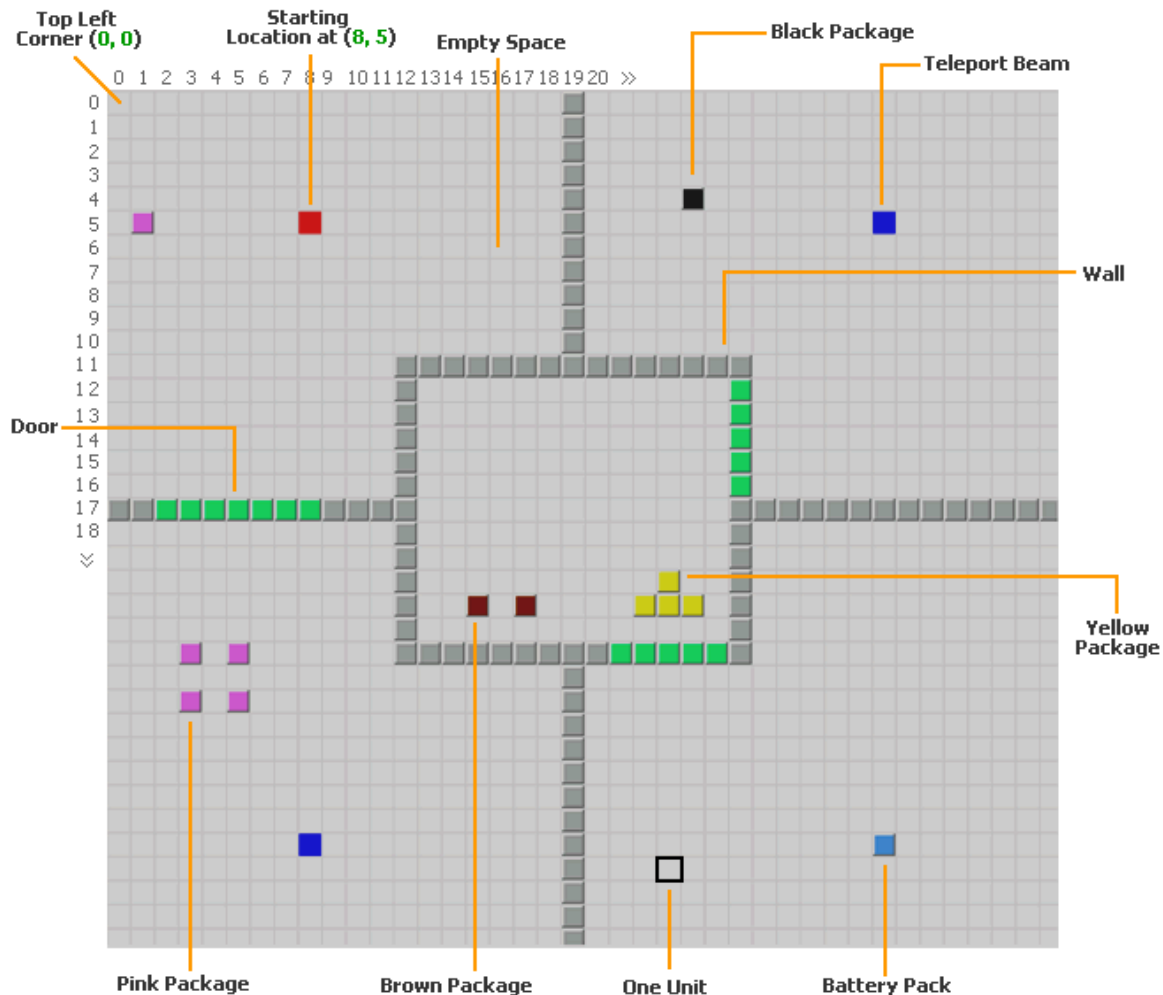 Top Left
Corner (0, 0)
Starting
Location at (8, 5)
Empty Space
Black Package
Teleport Beam
0 1 2 3 4 5 6 7 8 9 10 11 12 13 14 15 16 17 18 19 20 »
0
1
2
3
4
5
6
7
8
9
10
11
12
13
14
15
16
17
18
Wall
Door
Yellow
Package
Pink Package
Brown Package
One Unit
Battery Pack